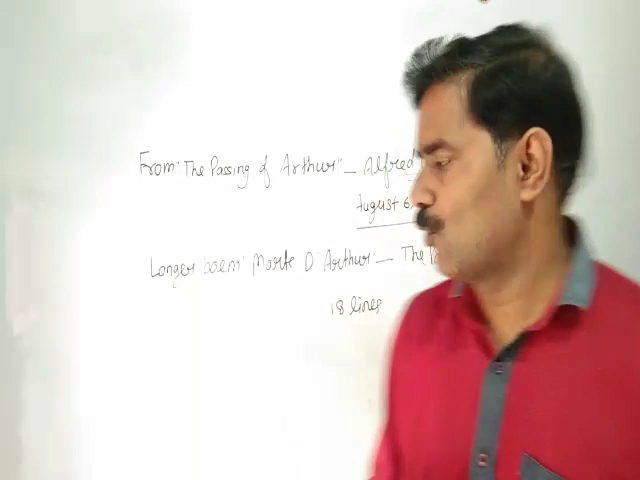 From "The Passing of Arthur" — Alfred
August 6
Longer poem "Morte D Arthur" — The
18 lines